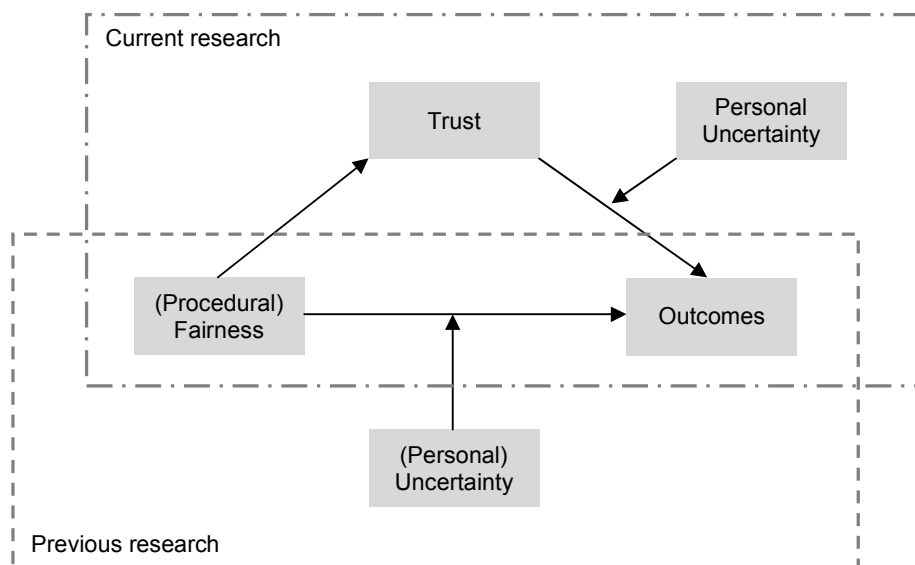 Current research
Trust
Personal
Uncertainty
(Procedural)
Fairness
Outcomes
(Personal)
Uncertainty
Previous research